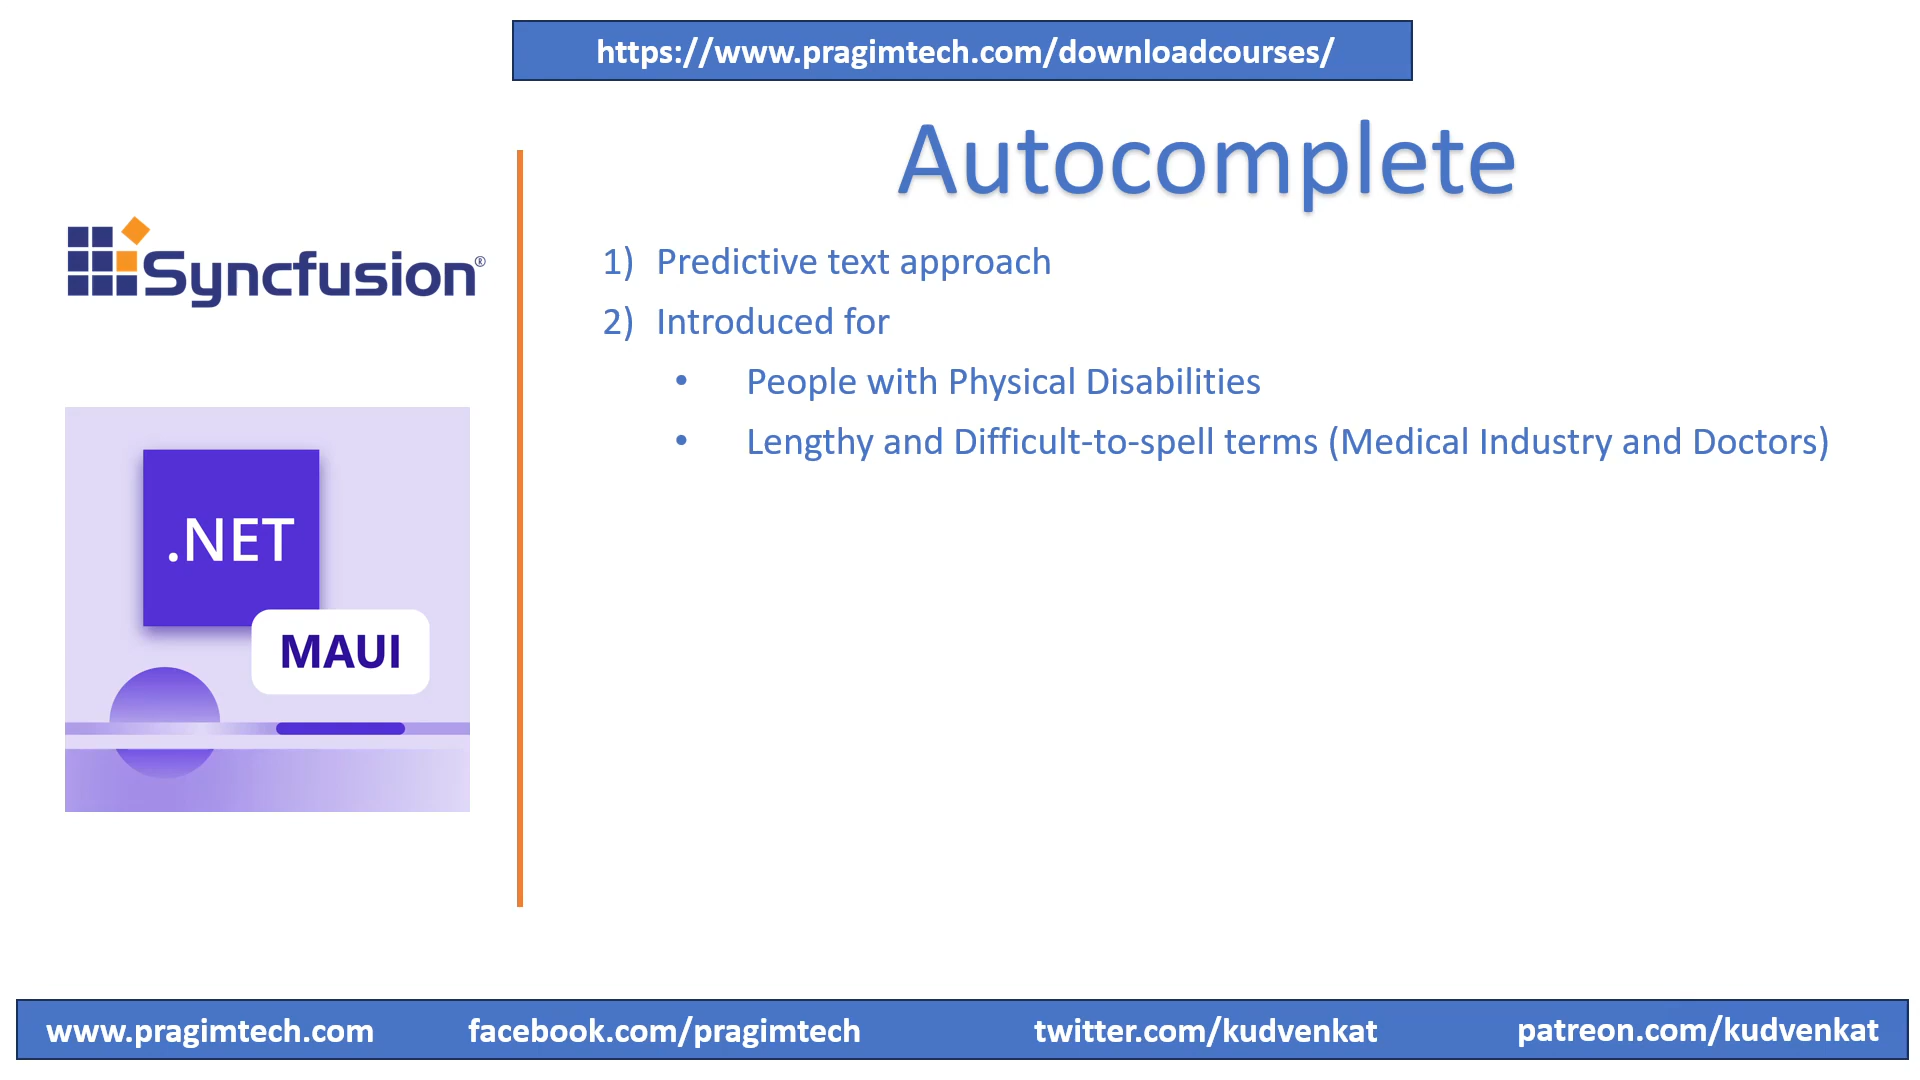 https://www.pragimtech.com/downloadcourses/
Autocomplete
Syncfusion®
1) Predictive text approach
2) Introduced for
• People with Physical Disabilities
• Lengthy and Difficult-to-spell terms (Medical Industry and Doctors)
.NET
MAUI
www.pragimtech.com facebook.com/pragimtech twitter.com/kudvenkat patreon.com/kudvenkat